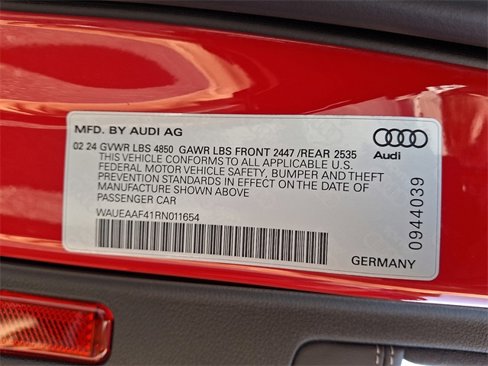 MFD. BY AUDI AG
02 24 GVWR LBS 4850 GAWR LBS FRONT 2447 /REAR 2535
THIS VEHICLE CONFORMS TO ALL APPLICABLE U.S.
FEDERAL MOTOR VEHICLE SAFETY, BUMPER AND THEFT
PREVENTION STANDARDS IN EFFECT ON THE DATE OF
MANUFACTURE SHOWN ABOVE
PASSENGER CAR
WAUEAAF41RN011654
Audi
0944039
GERMANY